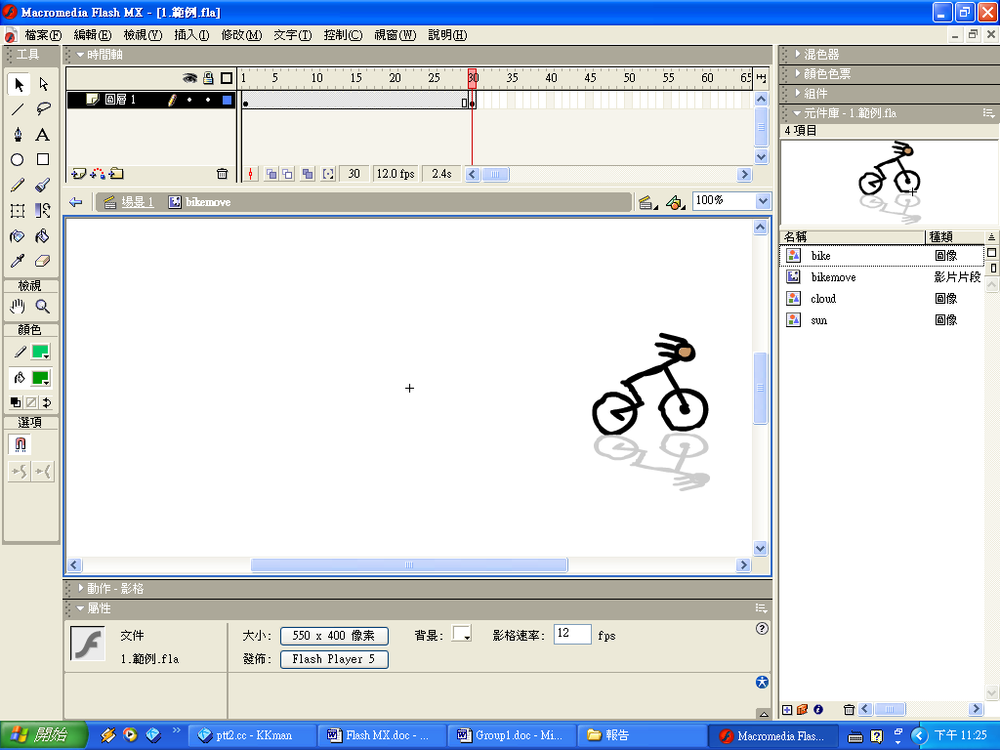 Macromedia Flash MX - [1.範例.fla]
檔案(F) 編輯(E) 檢視(V) 插入(I) 修改(M) 文字(T) 控制(C) 視窗(W) 說明(H)
工具
時間軸
1 5 10 15 20 25 30 35 40 45 50 55 60 65
圖層 1
30 12.0 fps 2.4s
場景 1 bikemove 100%
檢視
顏色
選項
混色器
顏色色票
組件
元件庫 - 1.範例.fla
4 項目
名稱 種類
bike 圖像
bikemove 影片片段
cloud 圖像
sun 圖像
動作 - 影格
屬性
文件 大小: 550 x 400 像素 背景: 影格速率: 12 fps
1.範例.fla 發佈: Flash Player 5
開始 ptt2.cc - KKman Flash MX.doc - ... Group1.doc - Mi... 報告 Macromedia Flas... 下午 11:25